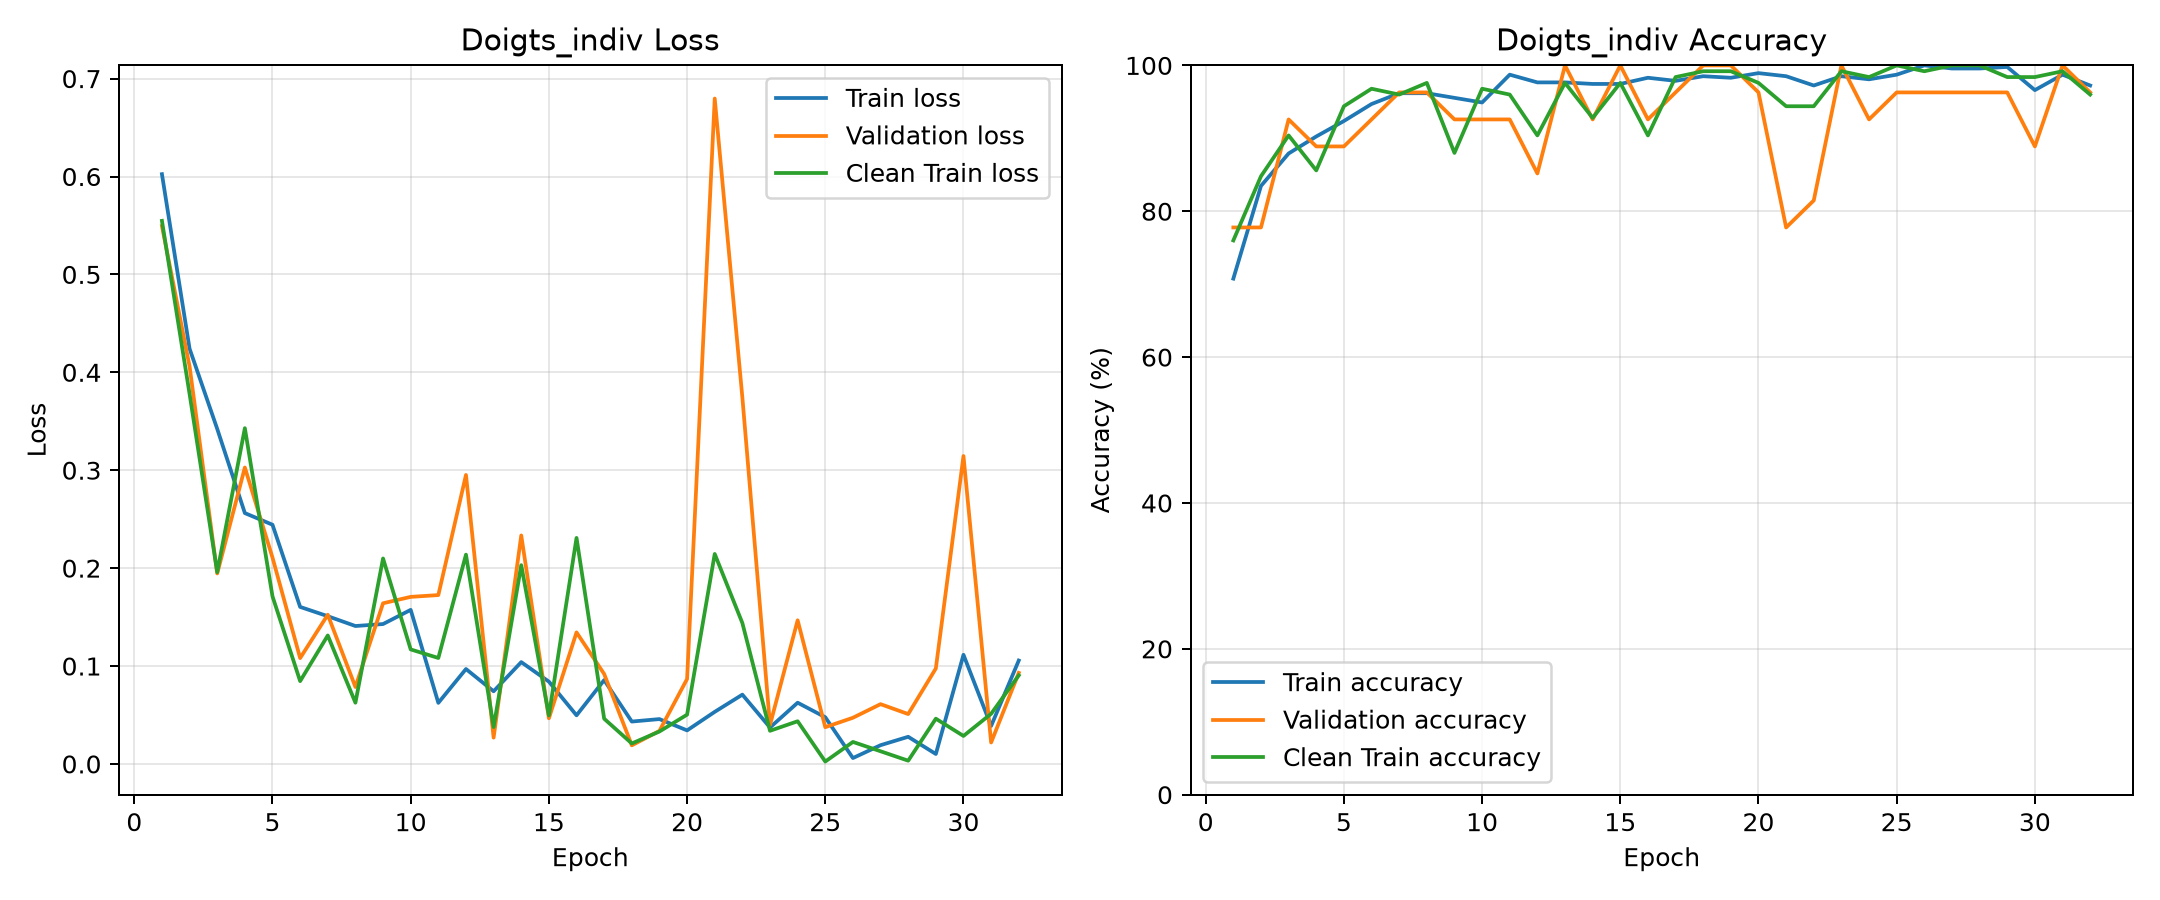 Doigts_indiv Loss
0.7
0.6
0.5
0.4
0.3
0.2
0.1
0.0
Loss
Train loss
Validation loss
Clean Train loss
0 5 10 15 20 25 30
Epoch
Doigts_indiv Accuracy
100
80
60
40
20
0
Accuracy (%)
Train accuracy
Validation accuracy
Clean Train accuracy
0 5 10 15 20 25 30
Epoch